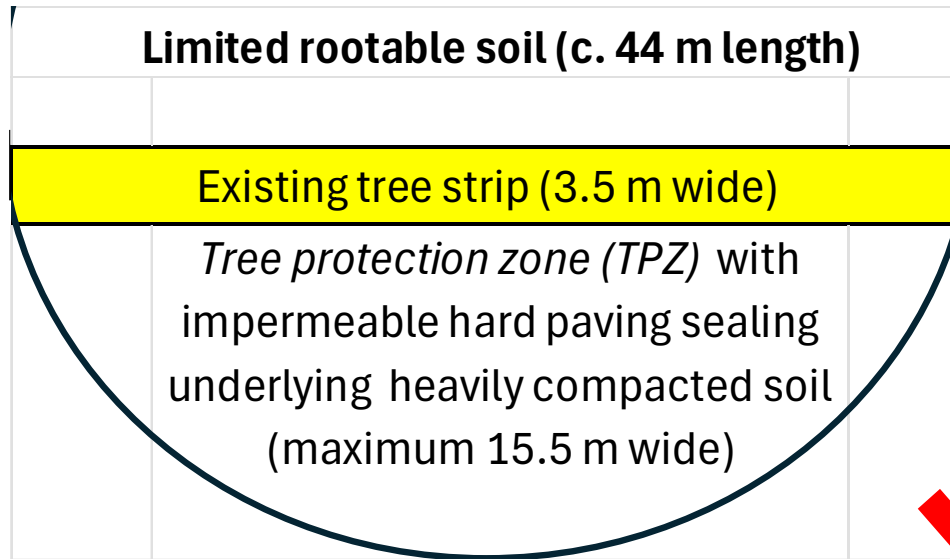 Limited rootable soil (c. 44 m length)
Existing tree strip (3.5 m wide)
Tree protection zone (TPZ) with
impermeable hard paving sealing
underlying heavily compacted soil
(maximum 15.5 m wide)